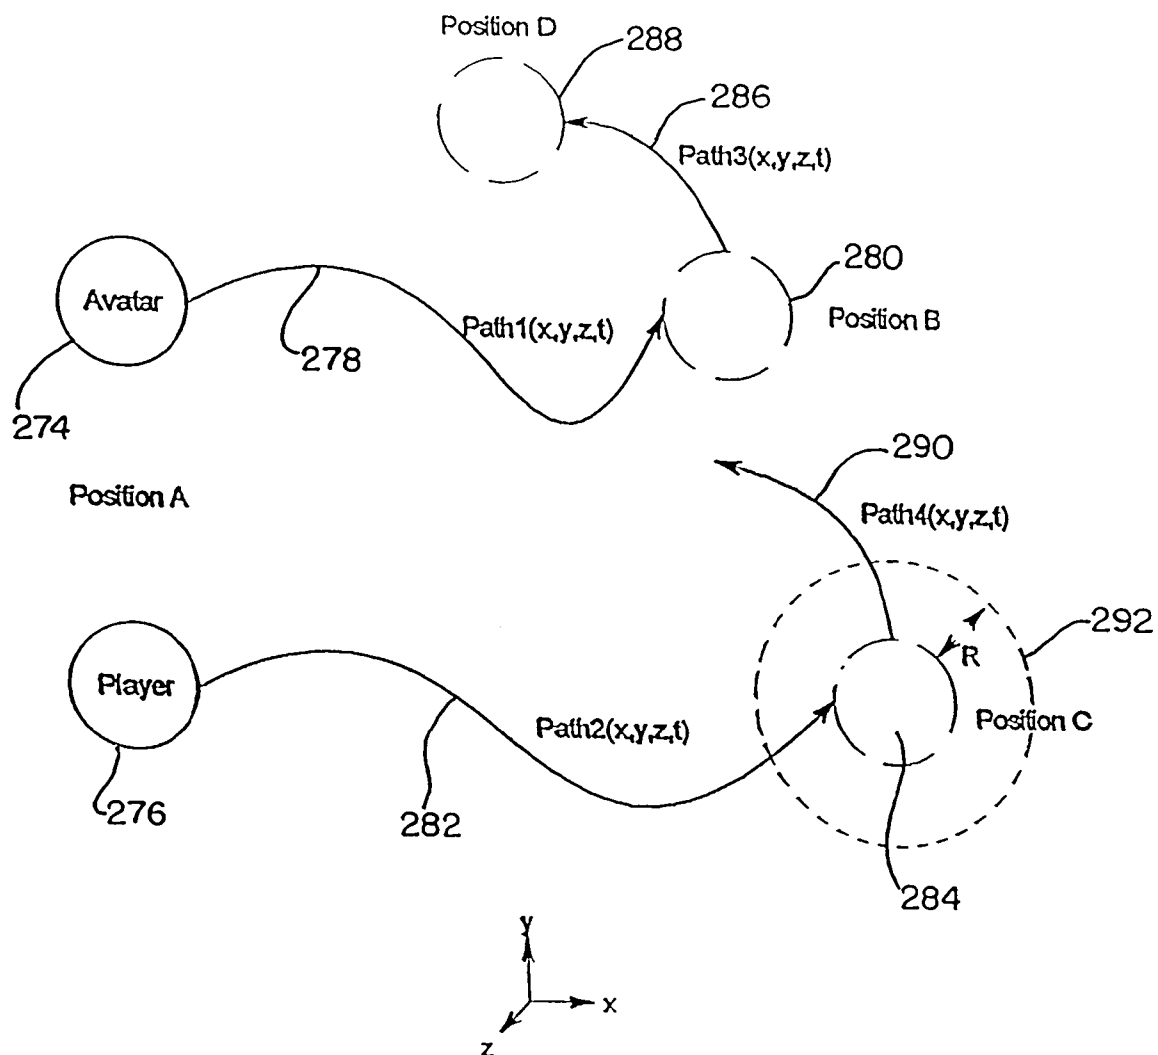 Position D
288
286
Path3(x,y,z,t)
280
Avatar
Position B
Path1(x,y,z,t)
278
274
290
Position A
Path4(x,y,z,t)
292
R
Player
Position C
Path2(x,y,z,t)
276
282
284
y
x
z